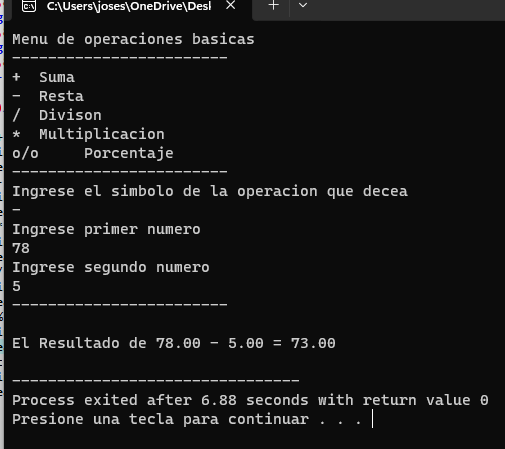 C:\Users\joses\OneDrive\Desl
Menu de operaciones basicas
------------------------
+ Suma
- Resta
/ Divison
* Multiplicacion
o/o Porcentaje
------------------------
Ingrese el simbolo de la operacion que decea
-
Ingrese primer numero
78
Ingrese segundo numero
5
------------------------
El Resultado de 78.00 - 5.00 = 73.00
--------------------------------
Process exited after 6.88 seconds with return value 0
Presione una tecla para continuar . . .